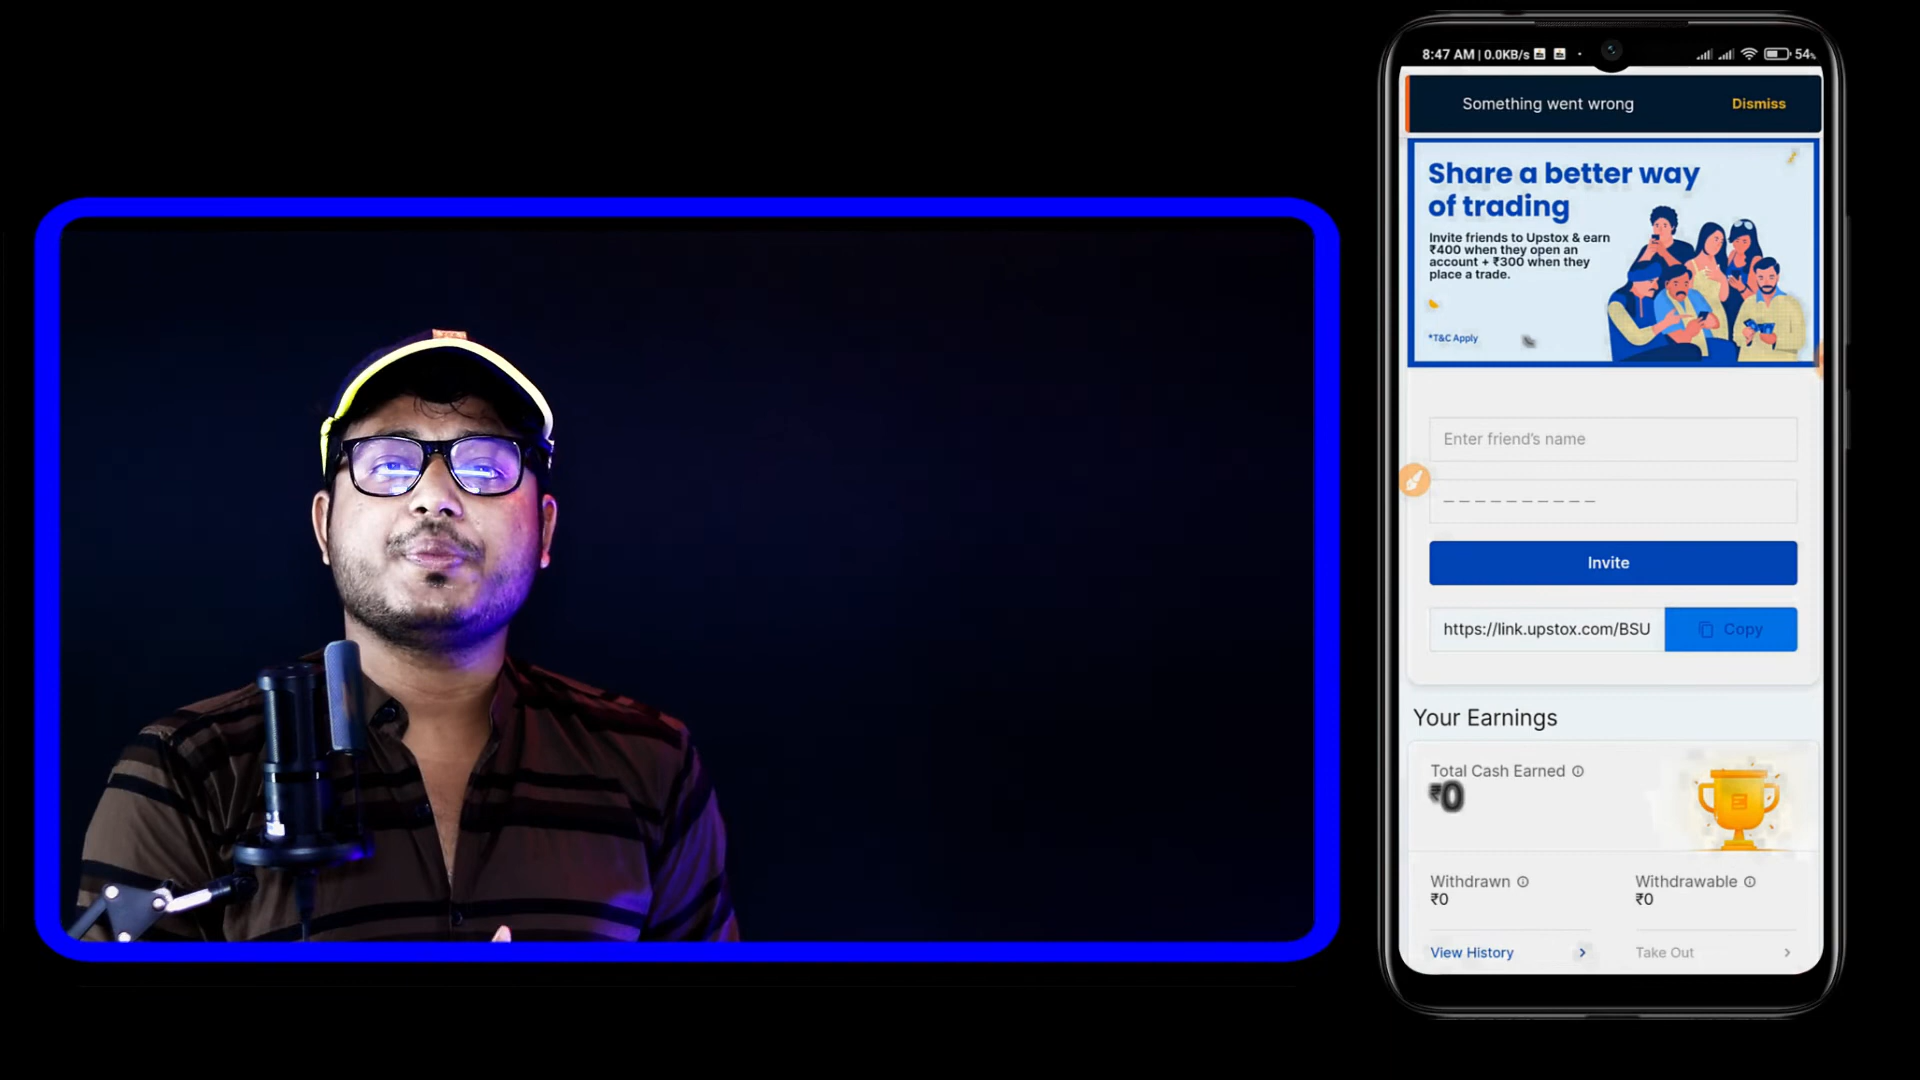 8:47 AM | 0.0KB/s
54%
Something went wrong
Dismiss
Share a better way
of trading
Invite friends to Upstox & earn
₹400 when they open an
account + ₹300 when they
place a trade.
*T&C Apply
Enter friend's name
Invite
https://link.upstox.com/BSU
Copy
Your Earnings
Total Cash Earned
₹0
Withdrawn
₹0
Withdrawable
₹0
View History
Take Out